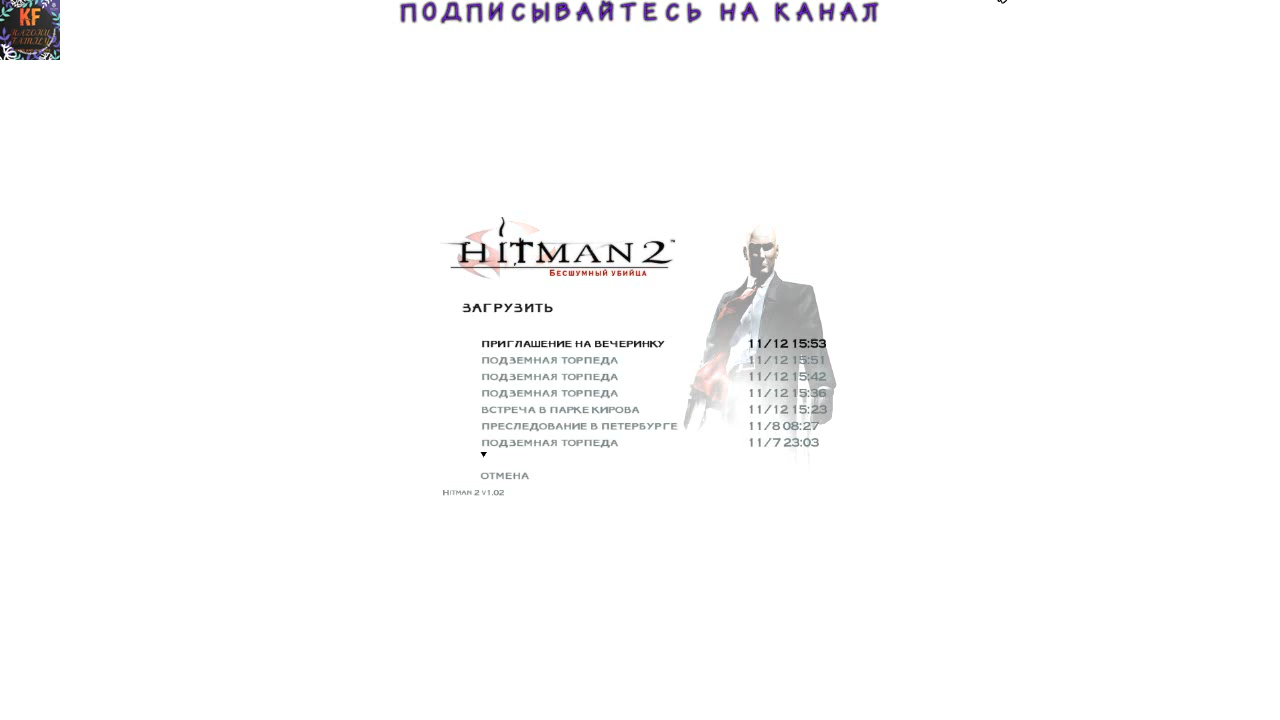 ПОДПИСЫВАЙТЕСЬ НА КАНАЛ
KF
HITMAN 2™
БЕСШУМНЫЙ УБИЙЦА
ЗАГРУЗИТЬ
ПРИГЛАШЕНИЕ НА ВЕЧЕРИНКУ 11/12 15:53
ПОДЗЕМНАЯ ТОРПЕДА 11/12 15:51
ПОДЗЕМНАЯ ТОРПЕДА 11/12 15:42
ПОДЗЕМНАЯ ТОРПЕДА 11/12 15:36
ВСТРЕЧА В ПАРКЕ КИРОВА 11/12 15:23
ПРЕСЛЕДОВАНИЕ В ПЕТЕРБУРГЕ 11/8 08:27
ПОДЗЕМНАЯ ТОРПЕДА 11/7 23:03
ОТМЕНА
HITMAN 2 V1.02